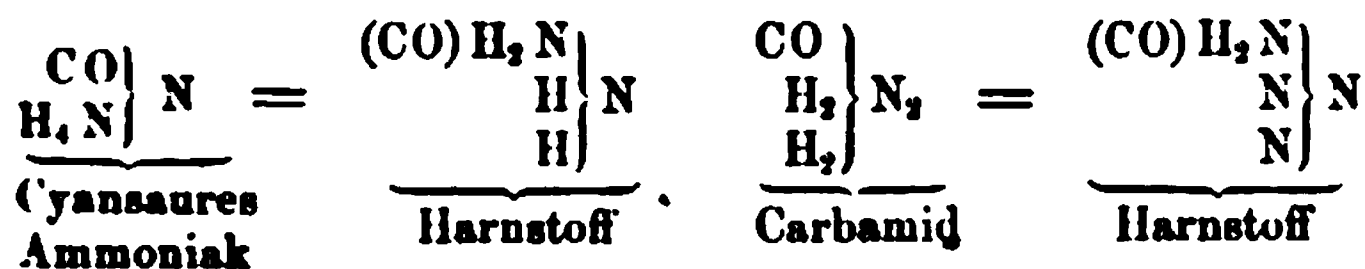 CO (CO) H₂ N CO (CO) H₂ N
} N = H } N H₂ } N₂ = N } N
H₄ N H . H₂ N
Cyansaures Harnstoff Carbamid Harnstoff
Ammoniak